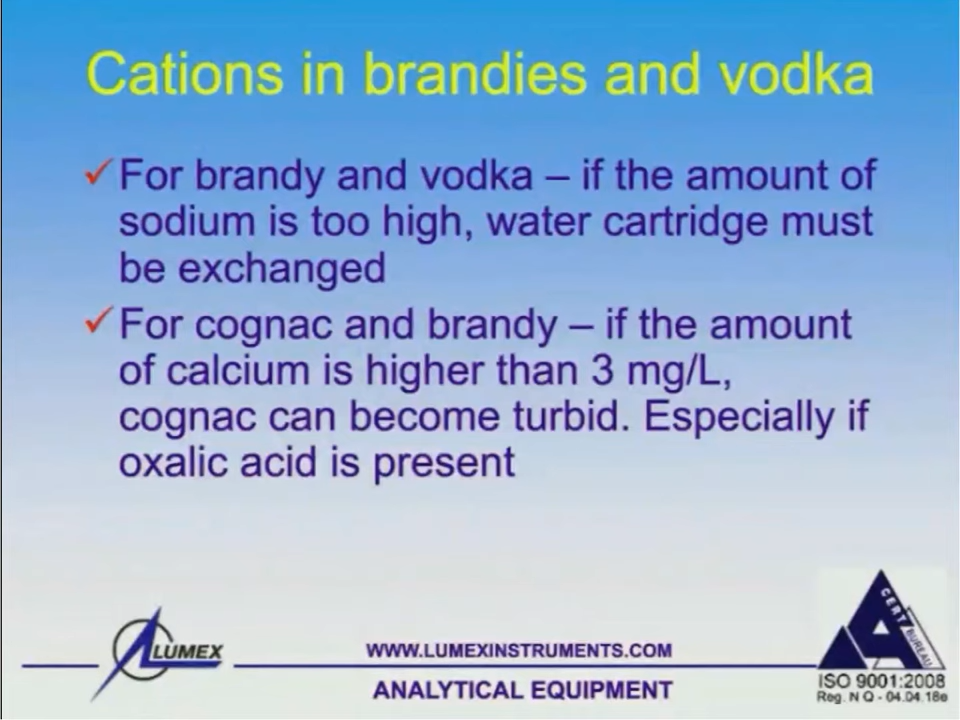 Cations in brandies and vodka
For brandy and vodka – if the amount of
sodium is too high, water cartridge must
be exchanged
For cognac and brandy – if the amount
of calcium is higher than 3 mg/L,
cognac can become turbid. Especially if
oxalic acid is present
LUMEX
WWW.LUMEXINSTRUMENTS.COM
ANALYTICAL EQUIPMENT
CERT
BUREAU
ISO 9001:2008
Reg. N Q - 04.04.18e